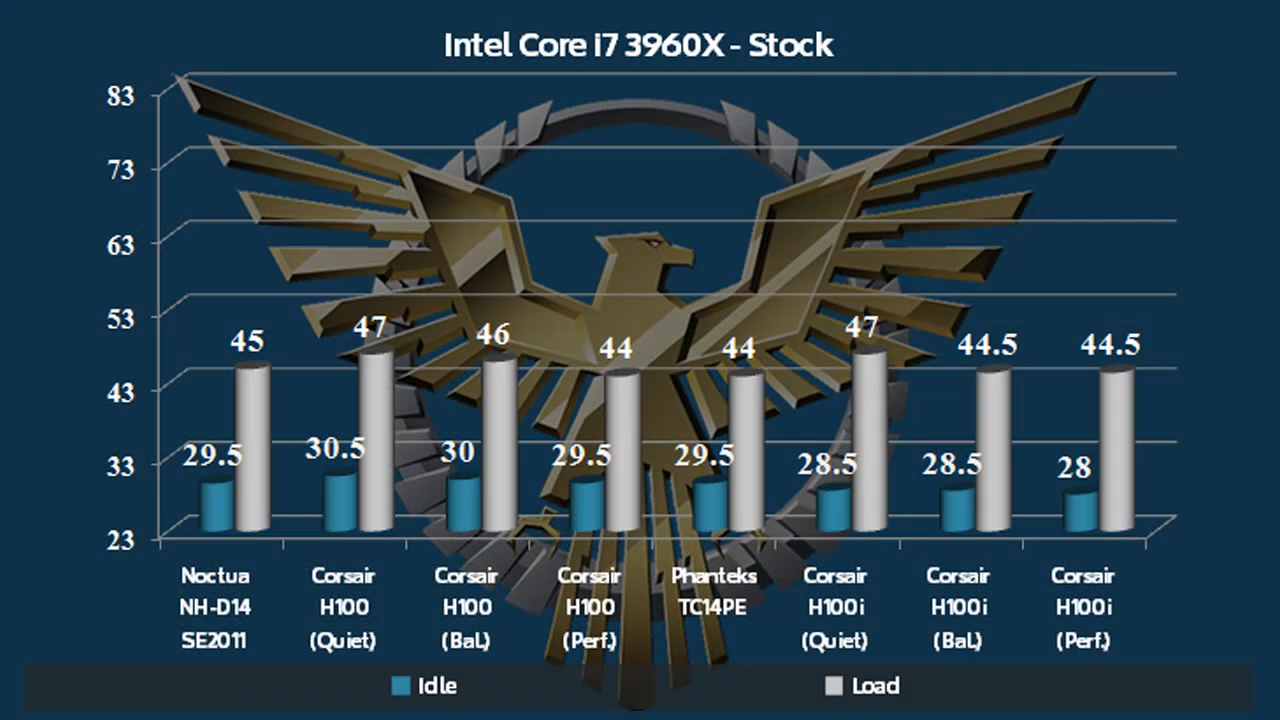 Intel Core i7 3960X - Stock
83
73
63
53
43
33
23
29.5 45
30.5 47
30 46
29.5 44
29.5 44
28.5 47
28.5 44.5
28 44.5
Noctua
NH-D14
SE2011
Corsair
H100
(Quiet)
Corsair
H100
(Bal.)
Corsair
H100
(Perf.)
Phanteks
TC14PE
Corsair
H100i
(Quiet)
Corsair
H100i
(Bal.)
Corsair
H100i
(Perf.)
Idle
Load